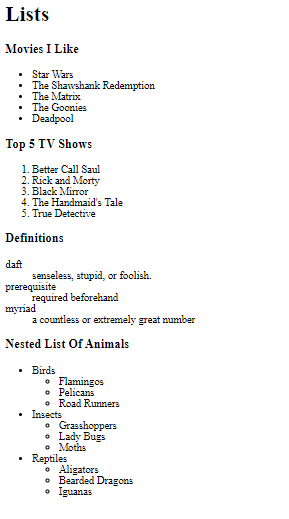 Lists
Movies I Like
Star Wars
The Shawshank Redemption
The Matrix
The Goonies
Deadpool
Top 5 TV Shows
1. Better Call Saul
2. Rick and Morty
3. Black Mirror
4. The Handmaid's Tale
5. True Detective
Definitions
daft
senseless, stupid, or foolish.
prerequisite
required beforehand
myriad
a countless or extremely great number
Nested List Of Animals
Birds
Flamingos
Pelicans
Road Runners
Insects
Grasshoppers
Lady Bugs
Moths
Reptiles
Aligators
Bearded Dragons
Iguanas